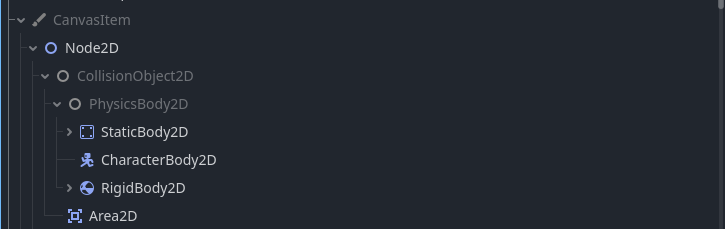 CanvasItem
Node2D
CollisionObject2D
PhysicsBody2D
StaticBody2D
CharacterBody2D
RigidBody2D
Area2D